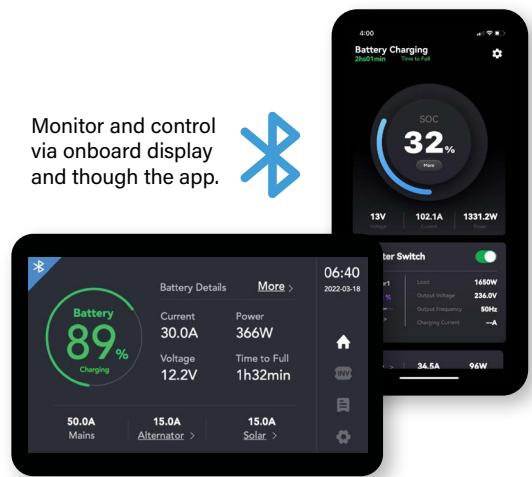 Monitor and control
via onboard display
and though the app.
4:00
Battery Charging
2hs01min Time to Full
SOC
32%
More
13V 102.1A 1331.2W
Voltage Current Power
ter Switch
er1 Load 1650W
% Output Voltage 236.0V
Output Frequency 50Hz
> Charging Current --A
> 34.5A 96W
06:40
2022-03-18
Battery
89%
Charging
Battery Details More >
Current Power
30.0A 366W
Voltage Time to Full
12.2V 1h32min
INV
50.0A 15.0A 15.0A
Mains Alternator > Solar >